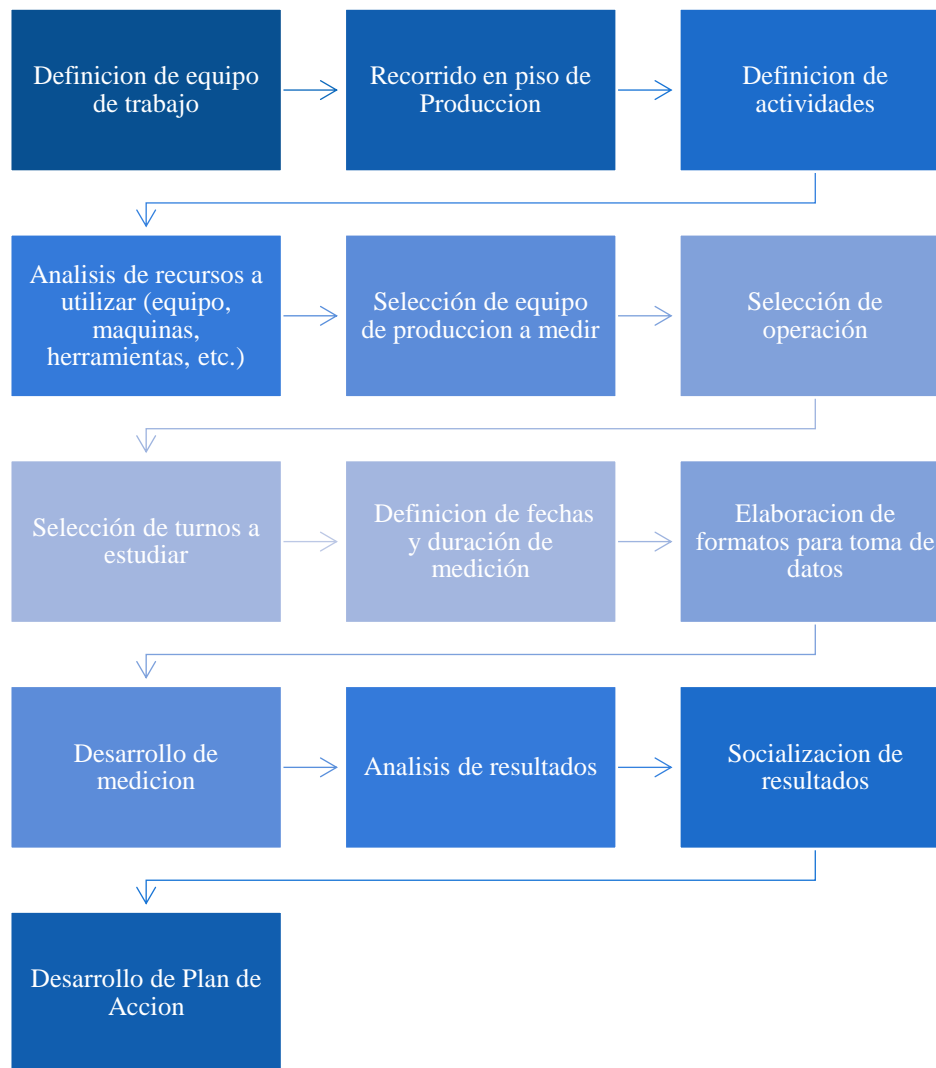 Definicion de equipo
de trabajo
Recorrido en piso de
Produccion
Definicion de
actividades
Analisis de recursos a
utilizar (equipo,
maquinas,
herramientas, etc.)
Selección de equipo
de produccion a medir
Selección de
operación
Selección de turnos a
estudiar
Definicion de fechas
y duración de
medición
Elaboracion de
formatos para toma de
datos
Desarrollo de
medicion
Analisis de resultados
Socializacion de
resultados
Desarrollo de Plan de
Accion